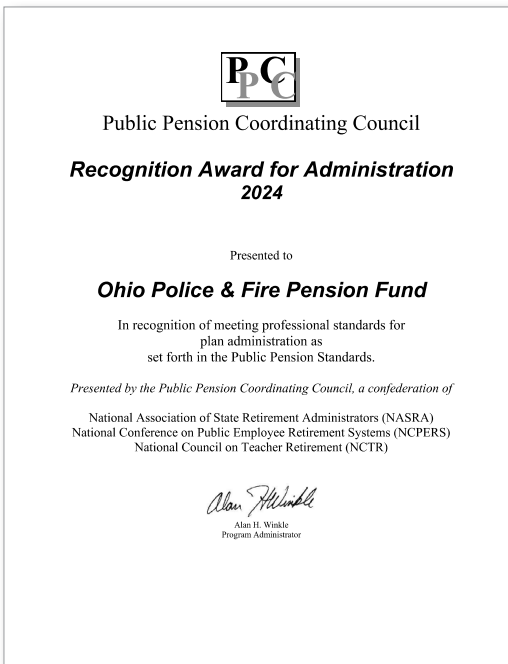 PPCC
Public Pension Coordinating Council
Recognition Award for Administration
2024
Presented to
Ohio Police & Fire Pension Fund
In recognition of meeting professional standards for
plan administration as
set forth in the Public Pension Standards.
Presented by the Public Pension Coordinating Council, a confederation of
National Association of State Retirement Administrators (NASRA)
National Conference on Public Employee Retirement Systems (NCPERS)
National Council on Teacher Retirement (NCTR)
Alan H Winkle
Alan H. Winkle
Program Administrator